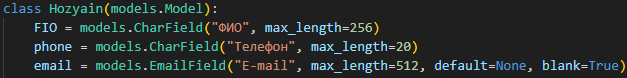 class Hozyain(models.Model):
    FIO = models.CharField("ФИО", max_length=256)
    phone = models.CharField("Телефон", max_length=20)
    email = models.EmailField("E-mail", max_length=512, default=None, blank=True)